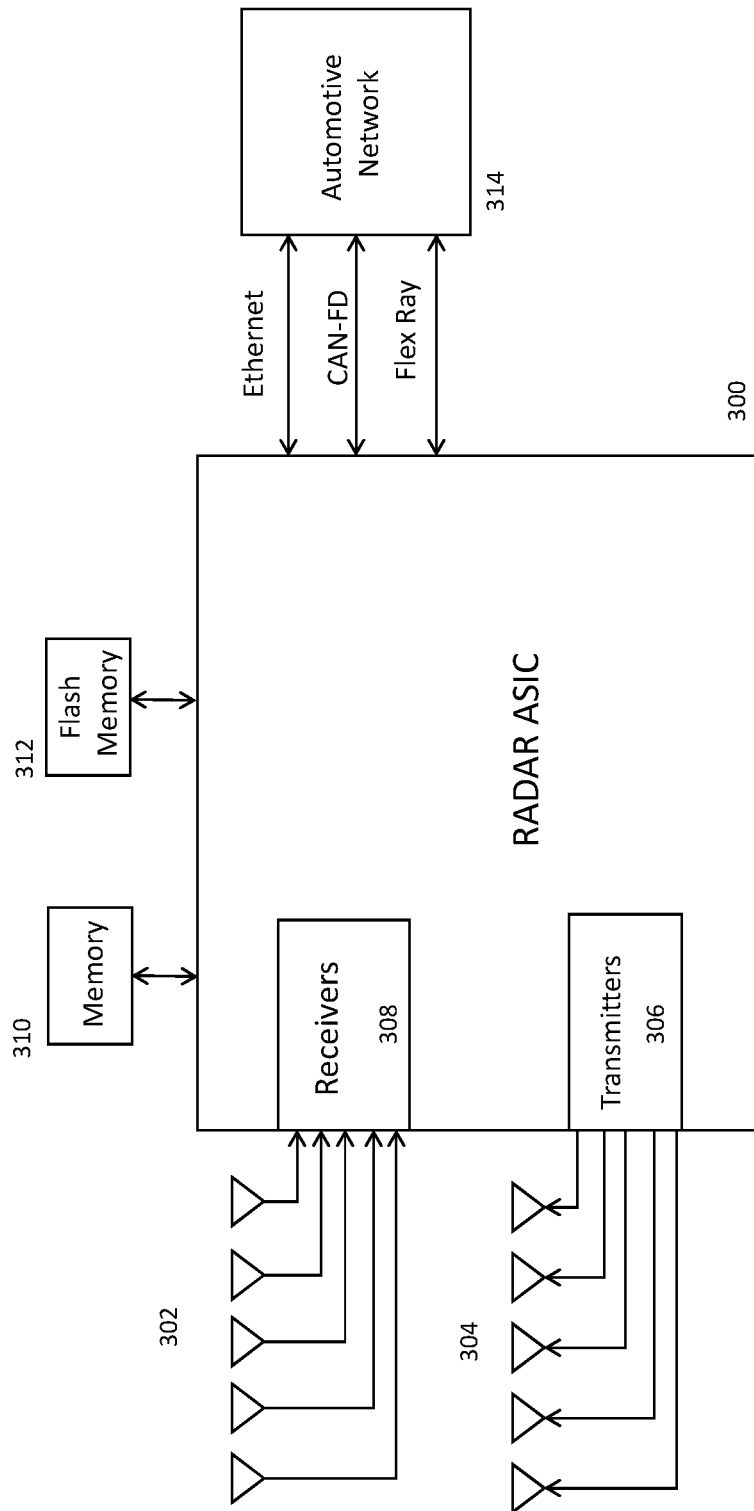 310
Memory
312
Flash
Memory
302
Receivers
308
304
Transmitters
306
RADAR ASIC
300
Ethernet
CAN-FD
Flex Ray
Automotive
Network
314